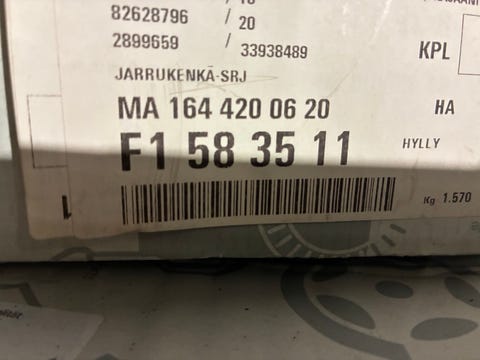 82628796 / 20
2899659 / 33938489
KPL
JARRUKENKÄ-SRJ
MA 164 420 06 20
HA
F1 58 35 11
HYLLY
Kg 1.570